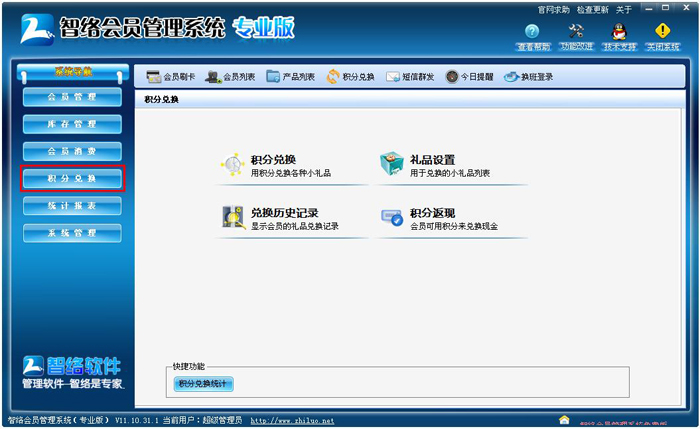 官网求助 检查更新 关于
智络会员管理系统 专业版
查看帮助 功能改进 技术支持 关闭系统
系统导航
会员管理
库存管理
会员消费
积分兑换
统计报表
系统管理
会员刷卡 会员列表 产品列表 积分兑换 短信群发 今日提醒 换班登录
积分兑换
积分兑换
用积分兑换各种小礼品
礼品设置
用于兑换的小礼品列表
兑换历史记录
显示会员的礼品兑换记录
积分返现
会员可用积分来兑换现金
快捷功能
积分兑换统计
智络软件
管理软件 智络是专家
智络会员管理系统(专业版) V11.10.31.1 当前用户:超级管理员 http://www.zhiluo.net